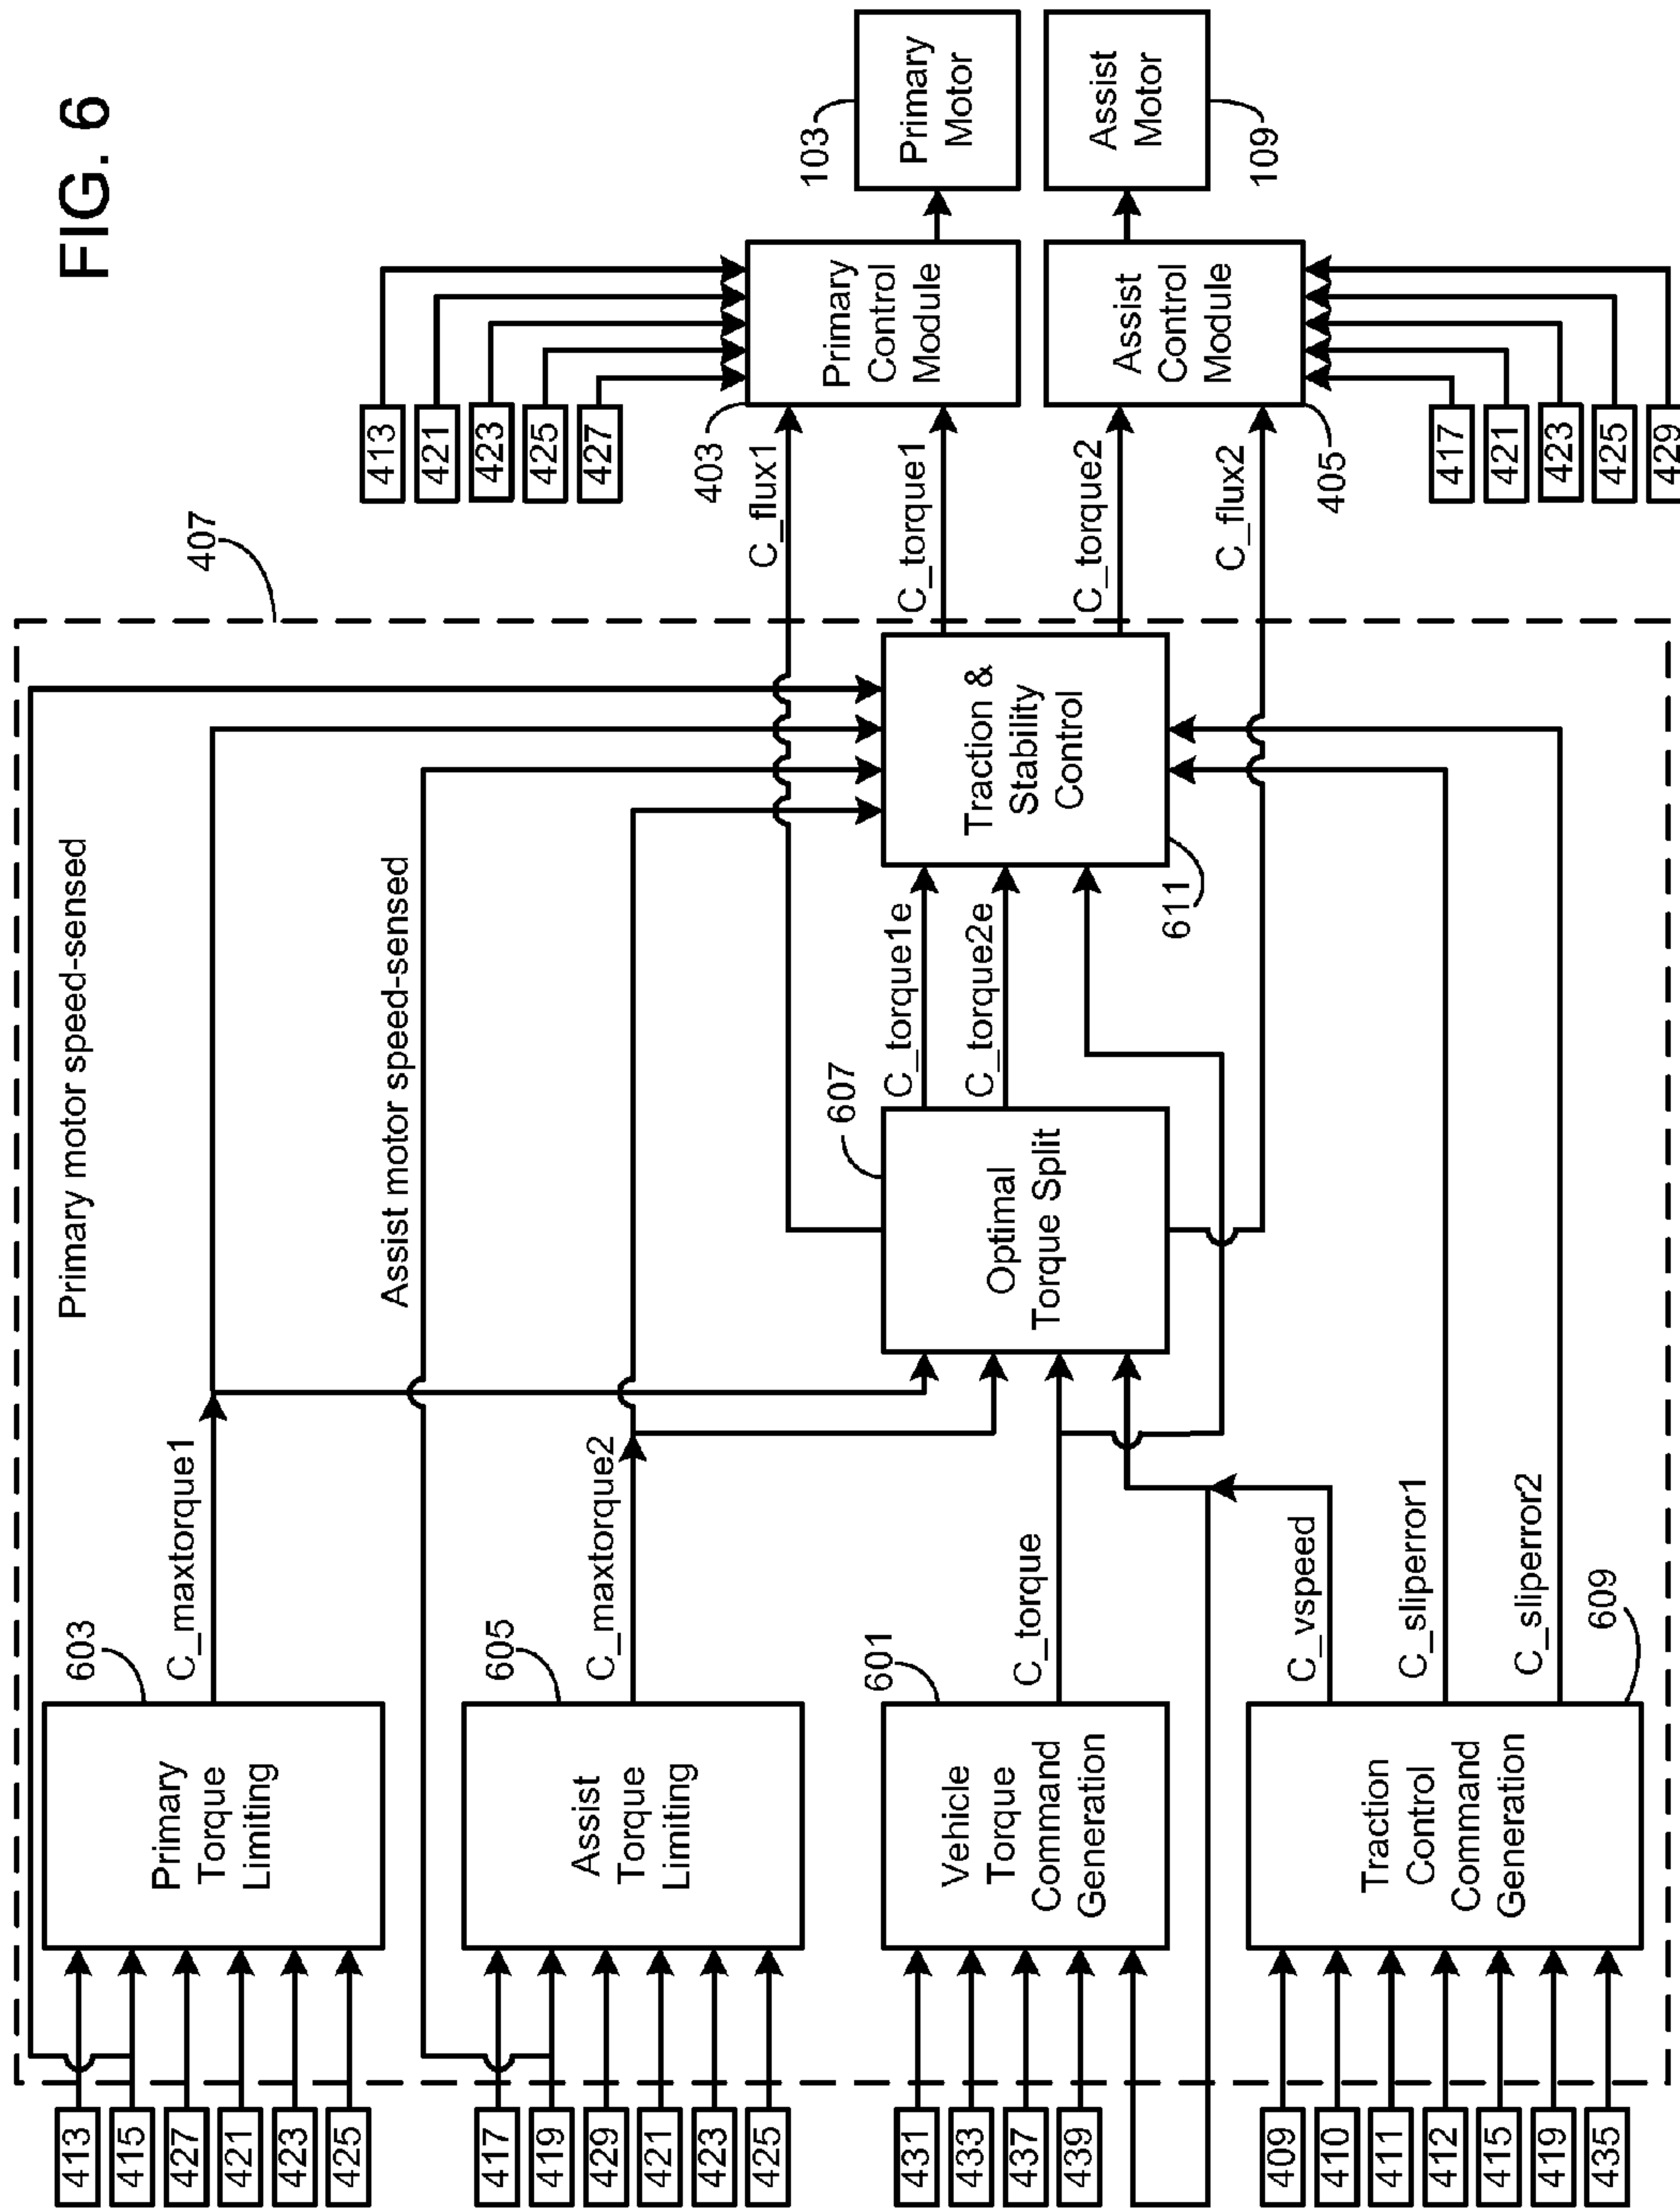 FIG. 6
407
Primary motor speed-sensed
Assist motor speed-sensed
413
415
427
421
423
425
603
Primary
Torque
Limiting
C_maxtorque1
417
419
429
421
423
425
605
Assist
Torque
Limiting
C_maxtorque2
431
433
437
439
601
Vehicle
Torque
Command
Generation
C_torque
409
410
411
412
415
419
435
Traction
Control
Command
Generation
609
C_vspeed
C_sliperror1
C_sliperror2
607
Optimal
Torque Split
C_torque1e
C_torque2e
Traction &
Stability
Control
611
C_flux1
C_torque1
C_torque2
C_flux2
413
421
423
425
427
403
Primary
Control
Module
103
Primary
Motor
Assist
Control
Module
405
Assist
Motor
109
417
421
423
425
429